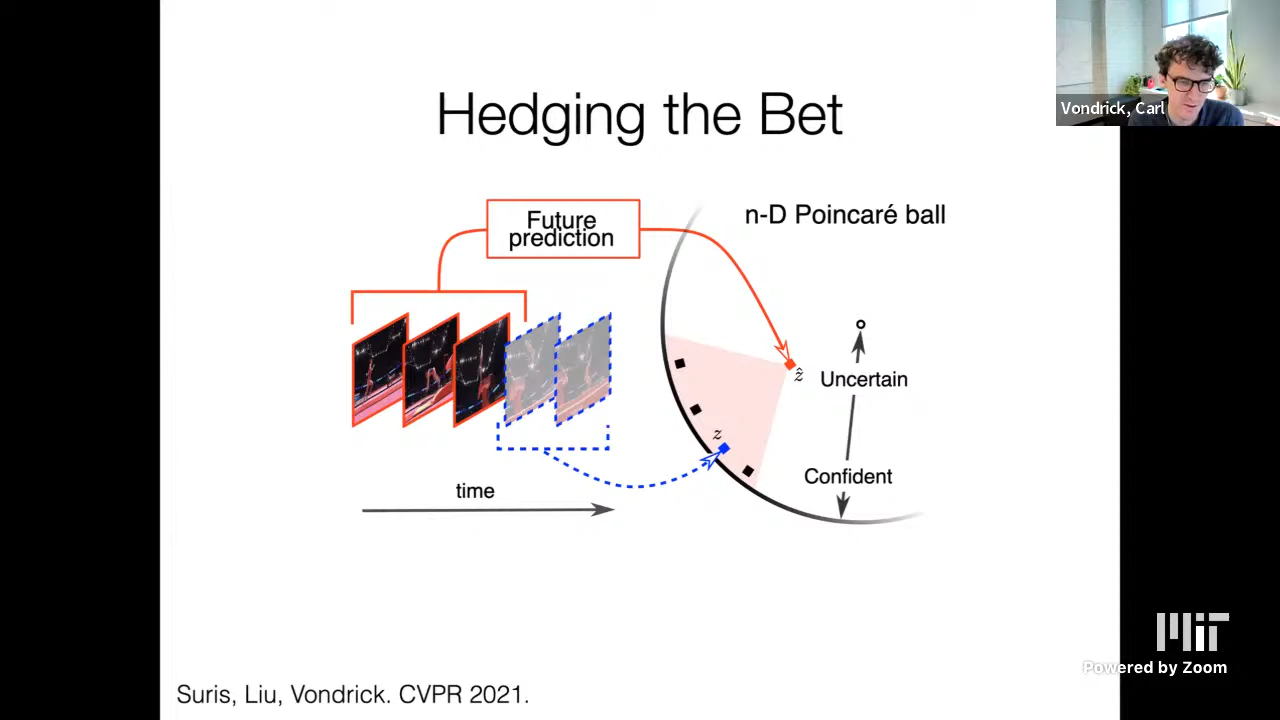 Hedging the Bet
Vondrick, Carl
Future
prediction
n-D Poincaré ball
ẑ
Uncertain
z
Confident
time
Suris, Liu, Vondrick. CVPR 2021.
MIT
Powered by Zoom